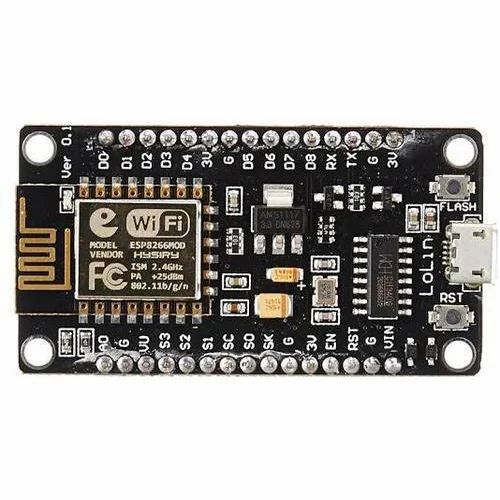 Ver 0.1
D0 D1 D2 D3 D4 3V G D5 D6 D7 D8 RX TX G 3V
FLASH
WiFi
MODEL ESP8266MOD
VENDOR HYSIRY
FC
ISM 2.4GHz
PA +25dBm
802.11b/g/n
AMS1117
LoLin
RST
A0 G VU S3 S2 S1 SC SO SK G 3V EN RST G VIN